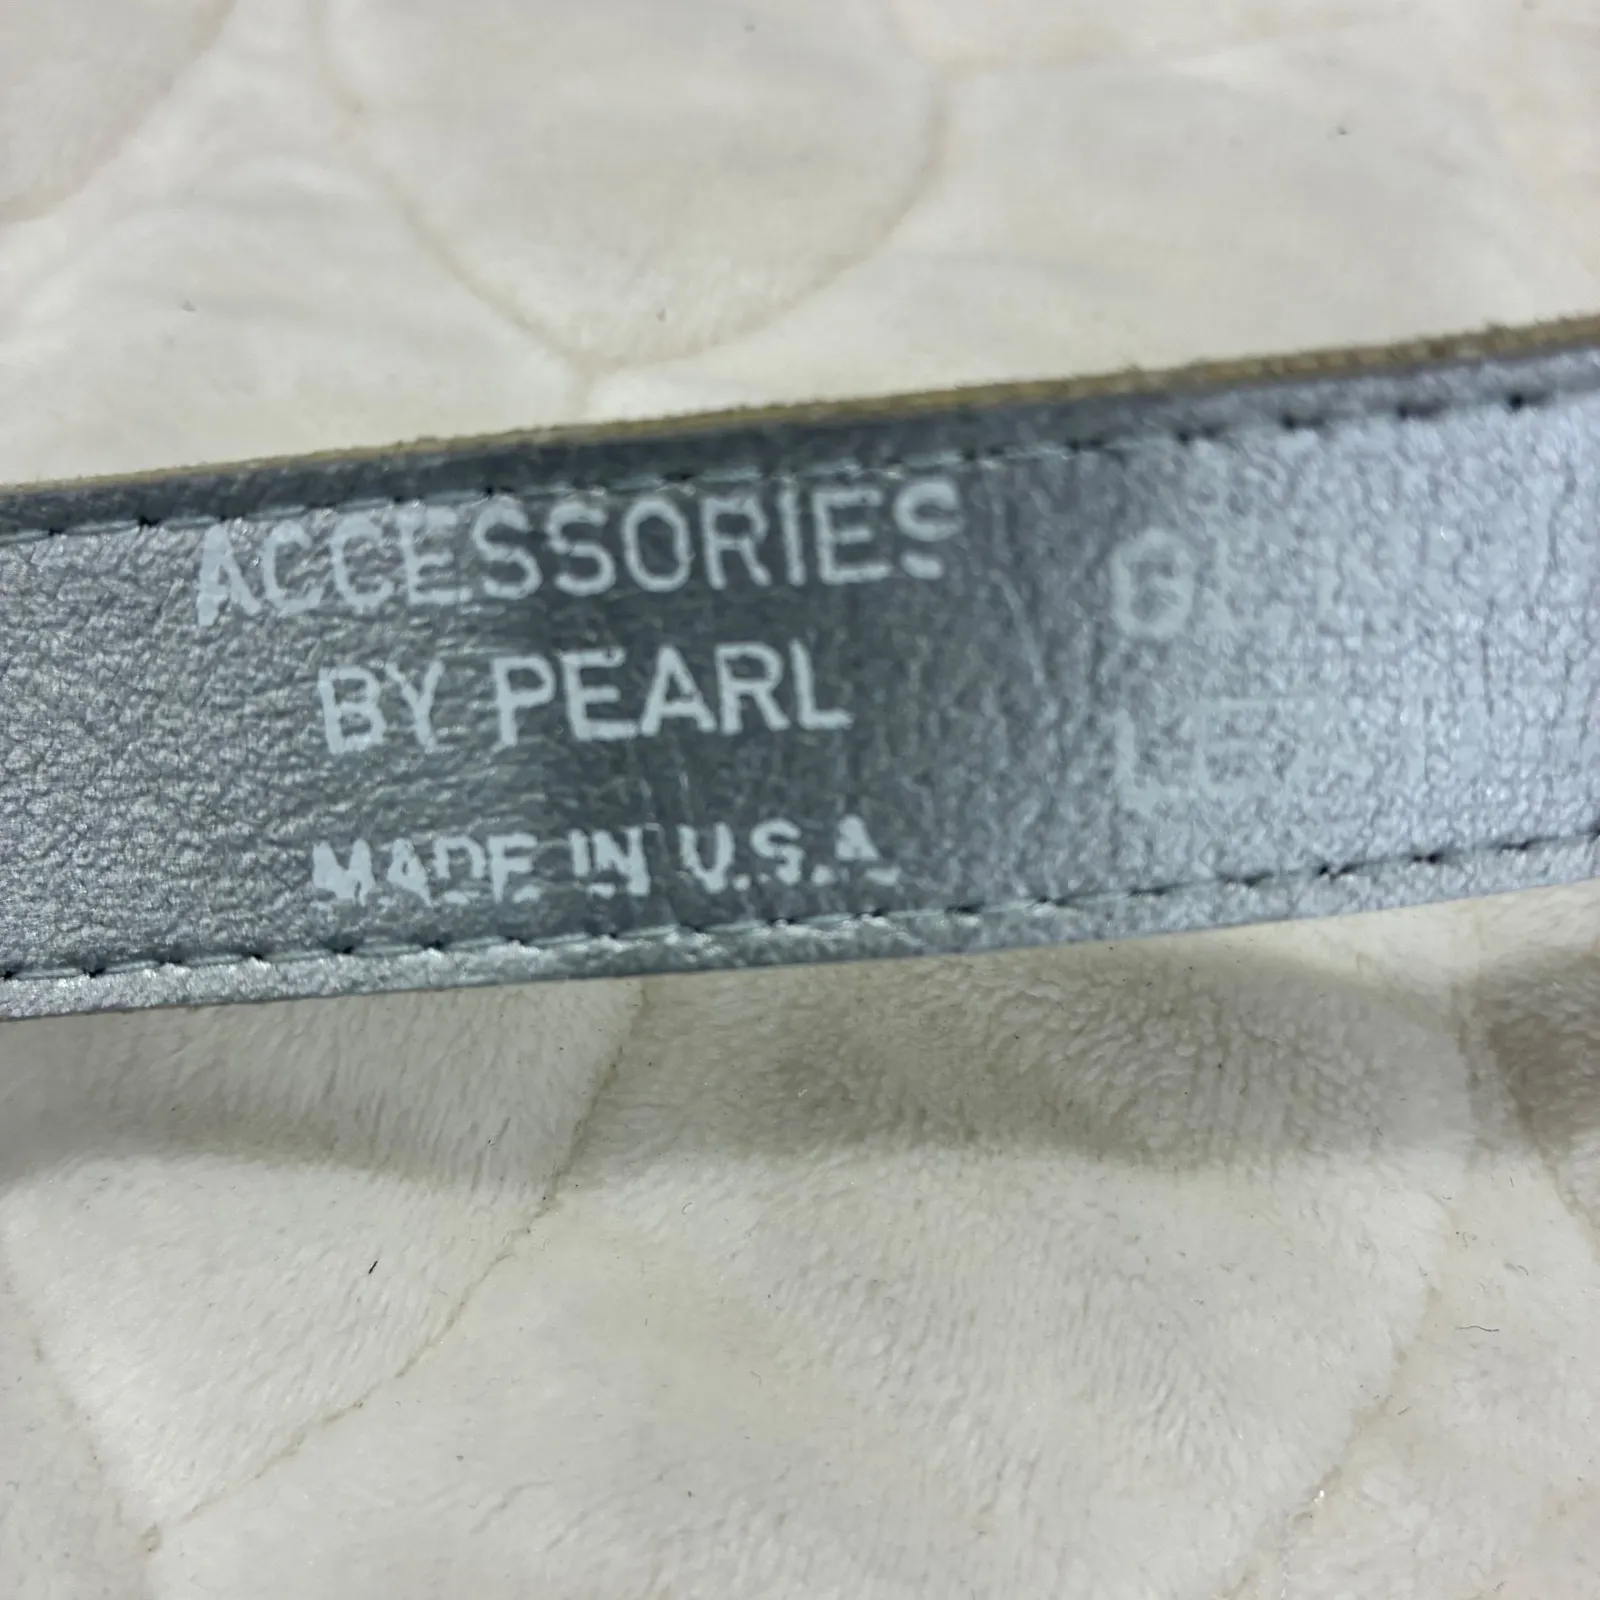 ACCESSORIES
BY PEARL
MADE IN U.S.A.